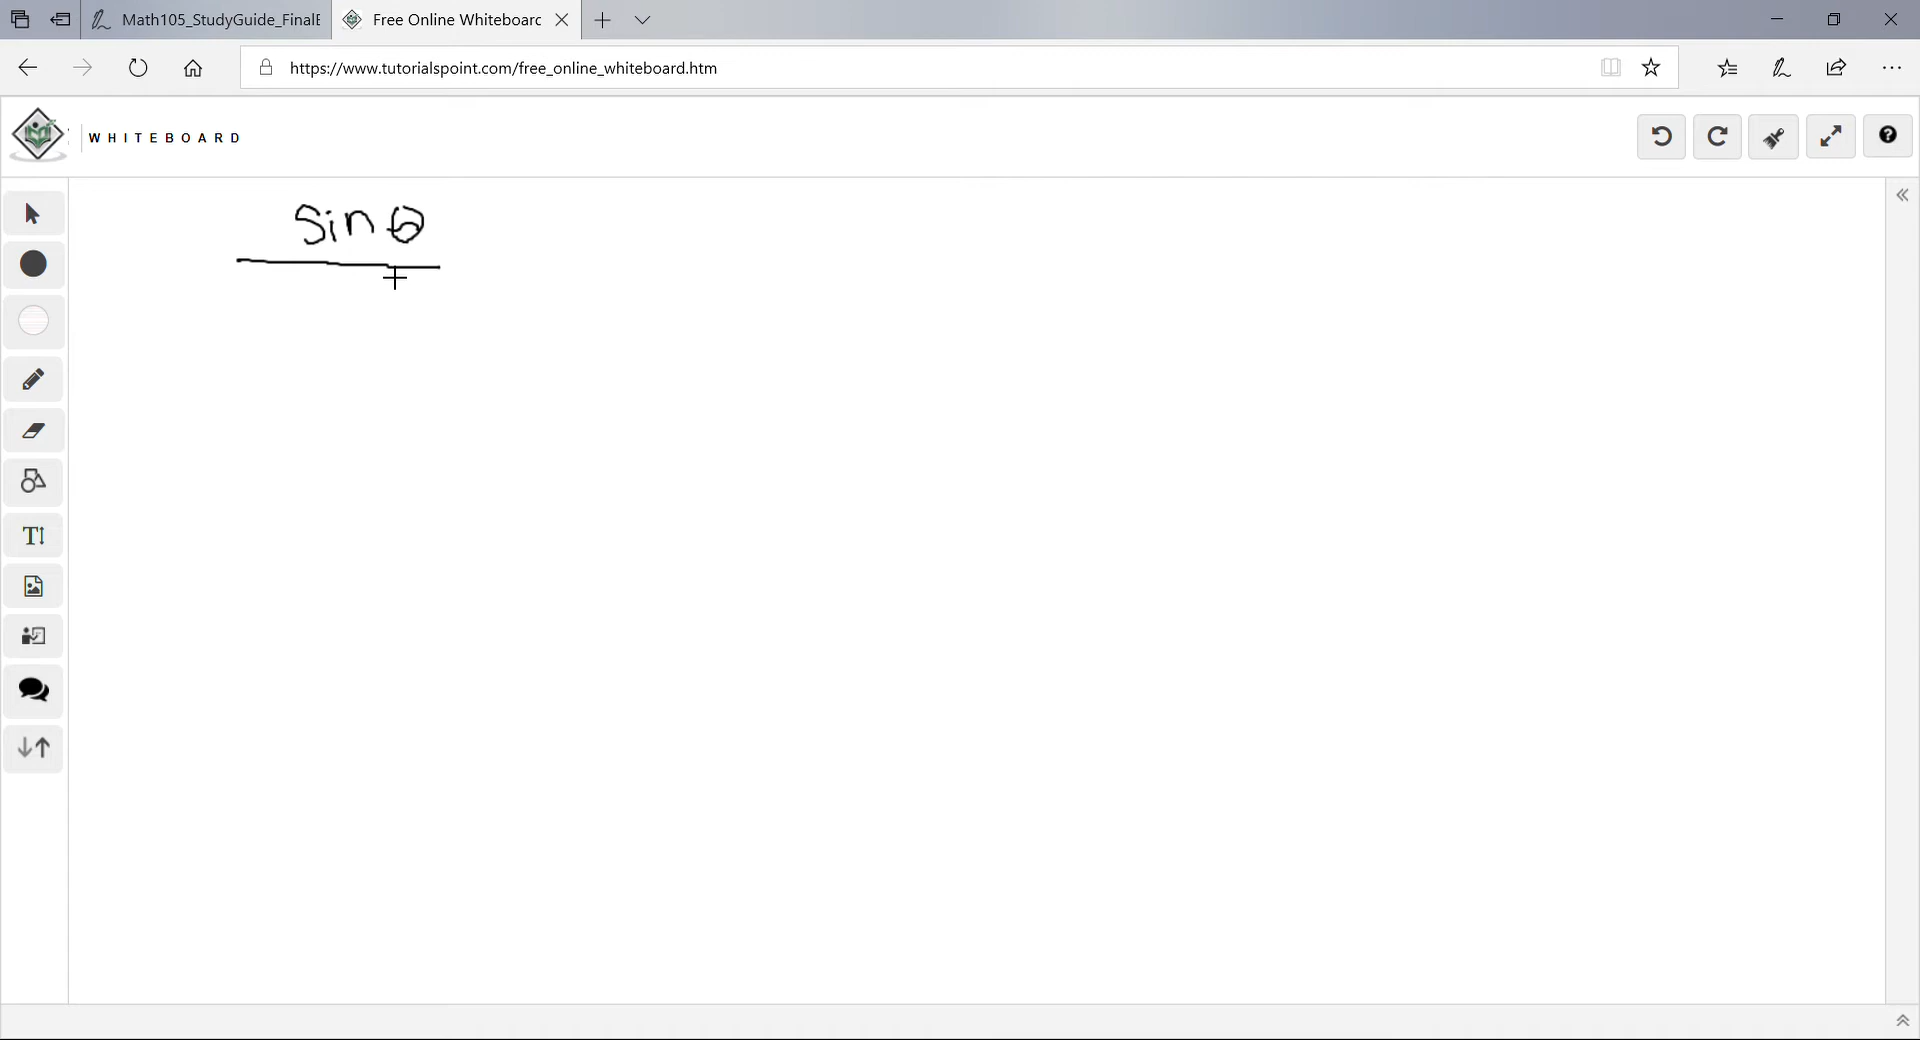 Math105_StudyGuide_FinalE
Free Online Whiteboarc
https://www.tutorialspoint.com/free_online_whiteboard.htm
WHITEBOARD
sin θ